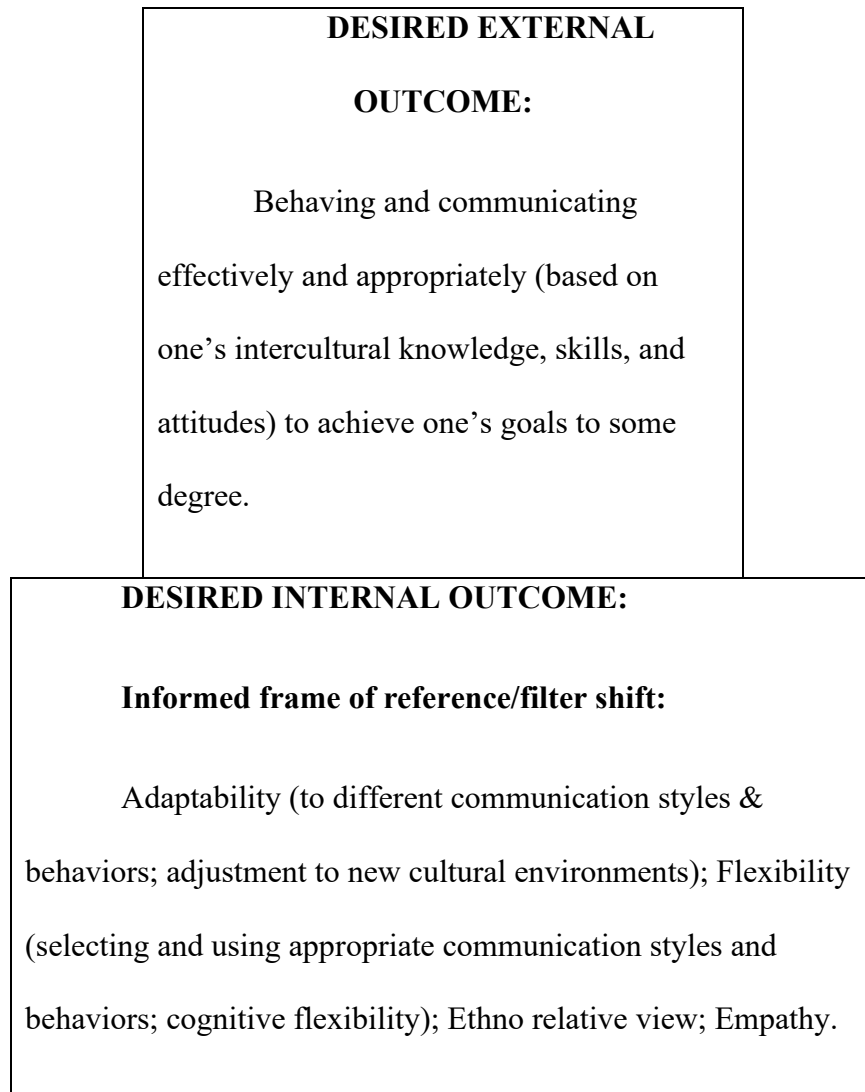 DESIRED EXTERNAL
OUTCOME:
Behaving and communicating
effectively and appropriately (based on
one’s intercultural knowledge, skills, and
attitudes) to achieve one’s goals to some
degree.
DESIRED INTERNAL OUTCOME:
Informed frame of reference/filter shift:
Adaptability (to different communication styles &
behaviors; adjustment to new cultural environments); Flexibility
(selecting and using appropriate communication styles and
behaviors; cognitive flexibility); Ethno relative view; Empathy.